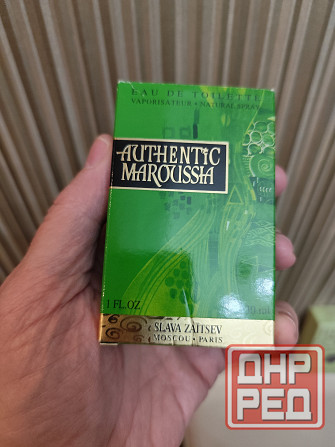 EAU DE TOILETTE
VAPORISATEUR • NATURAL SPRAY
AUTHENTIC
MAROUSSIA
1 FL.OZ
SLAVA ZAITSEV
MOSCOU • PARIS
ДНР
РЕД